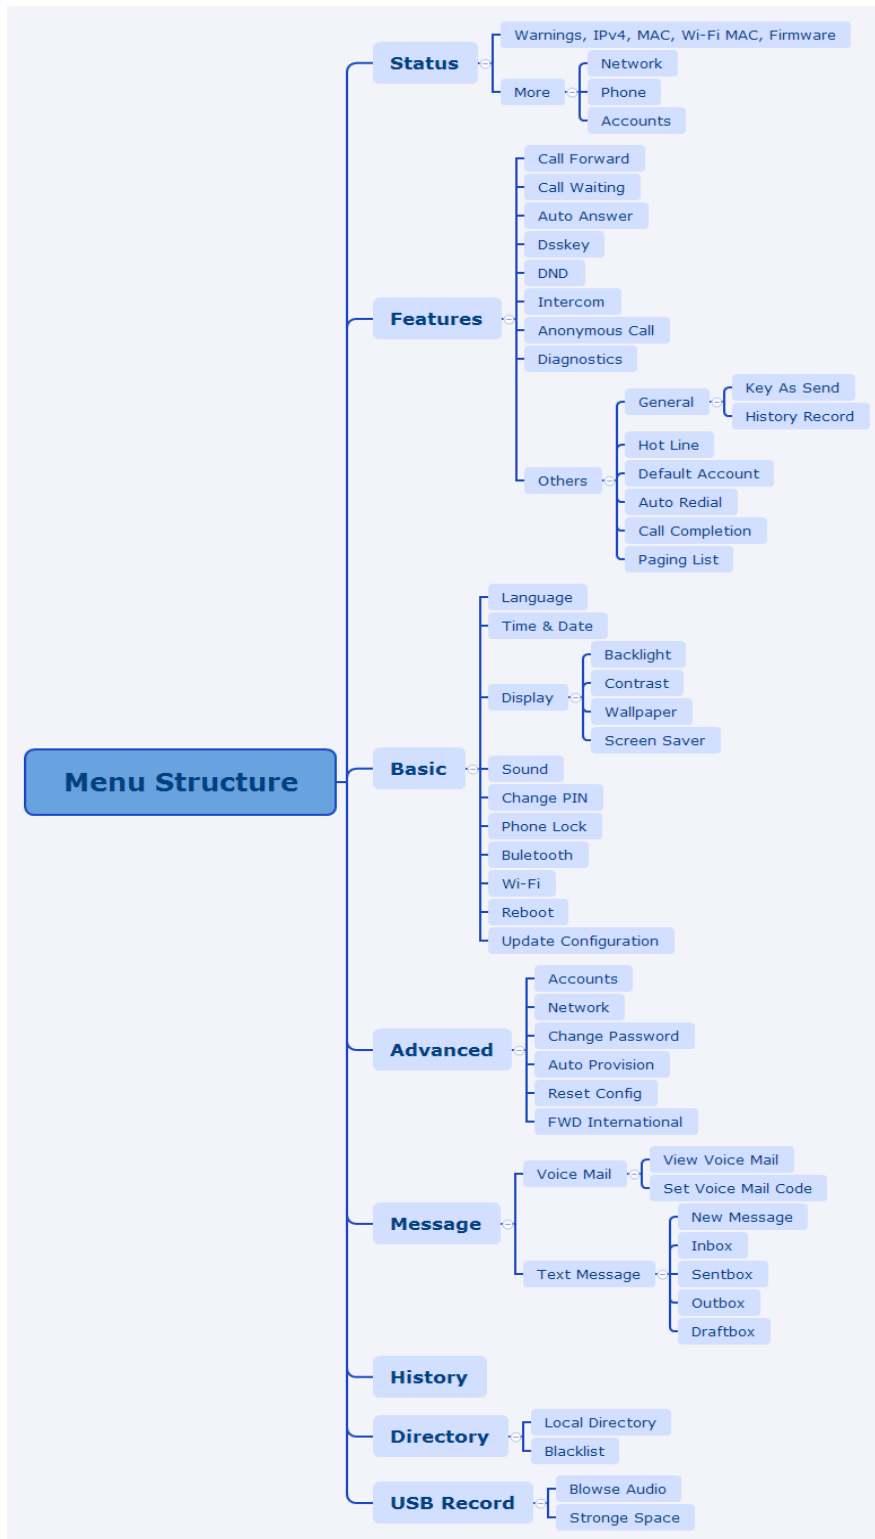 Menu Structure
Status
Warnings, IPv4, MAC, Wi-Fi MAC, Firmware
More
Network
Phone
Accounts
Features
Call Forward
Call Waiting
Auto Answer
Dsskey
DND
Intercom
Anonymous Call
Diagnostics
Others
General
Key As Send
History Record
Hot Line
Default Account
Auto Redial
Call Completion
Paging List
Basic
Language
Time & Date
Display
Backlight
Contrast
Wallpaper
Screen Saver
Sound
Change PIN
Phone Lock
Buletooth
Wi-Fi
Reboot
Update Configuration
Advanced
Accounts
Network
Change Password
Auto Provision
Reset Config
FWD International
Message
Voice Mail
View Voice Mail
Set Voice Mail Code
Text Message
New Message
Inbox
Sentbox
Outbox
Draftbox
History
Directory
Local Directory
Blacklist
USB Record
Blowse Audio
Stronge Space